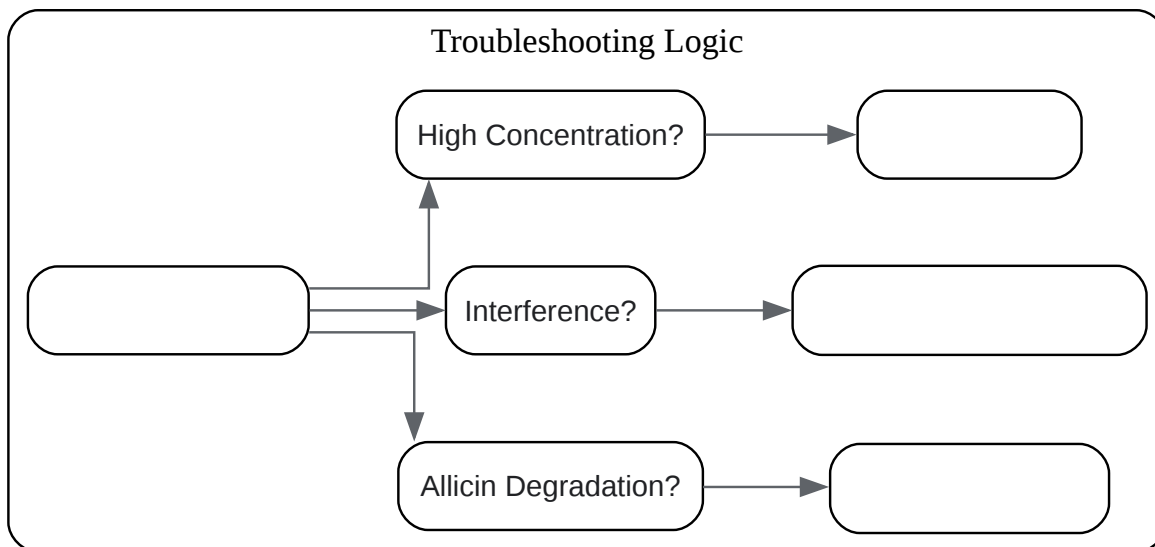 Troubleshooting Logic
High Concentration?
Interference?
Allicin Degradation?